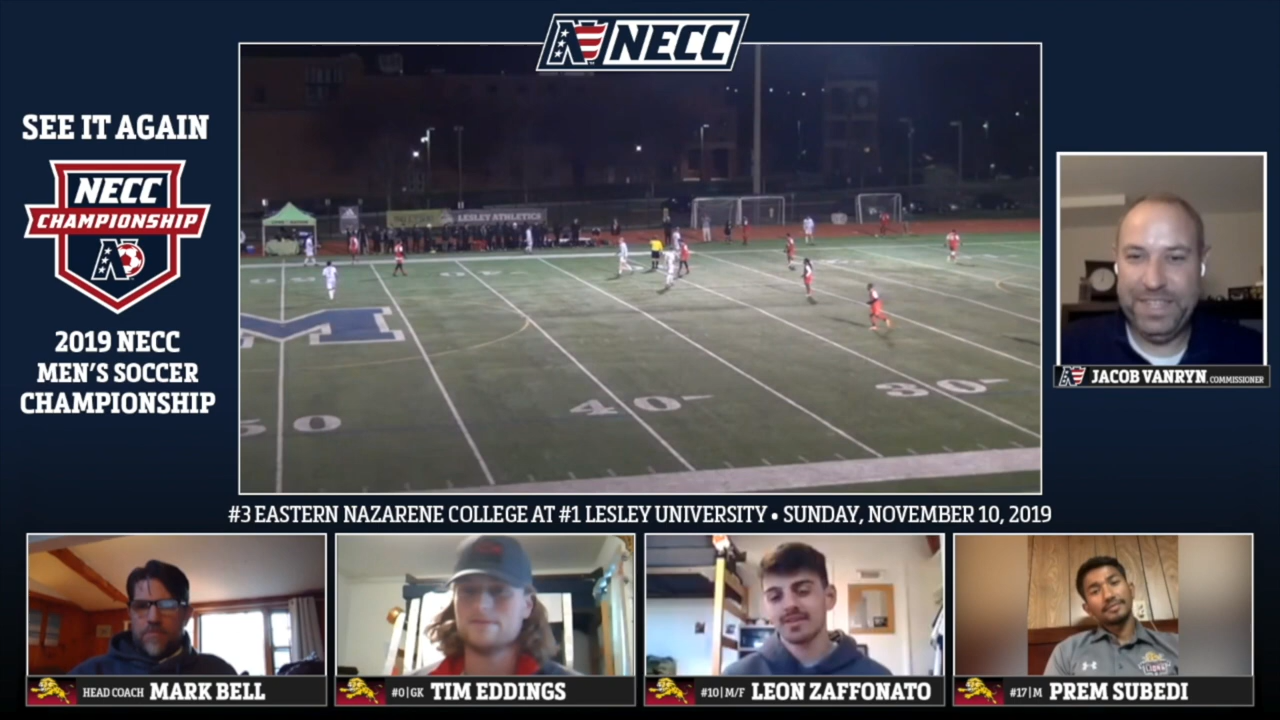 NECC
SEE IT AGAIN
NECC
CHAMPIONSHIP
2019 NECC
MEN'S SOCCER
CHAMPIONSHIP
LESLEY ATHLETICS
50
40
30
JACOB VANRYN, COMMISSIONER
#3 EASTERN NAZARENE COLLEGE AT #1 LESLEY UNIVERSITY • SUNDAY, NOVEMBER 10, 2019
HEAD COACH MARK BELL
#0|GK TIM EDDINGS
#10|M/F LEON ZAFFONATO
#17|M PREM SUBEDI